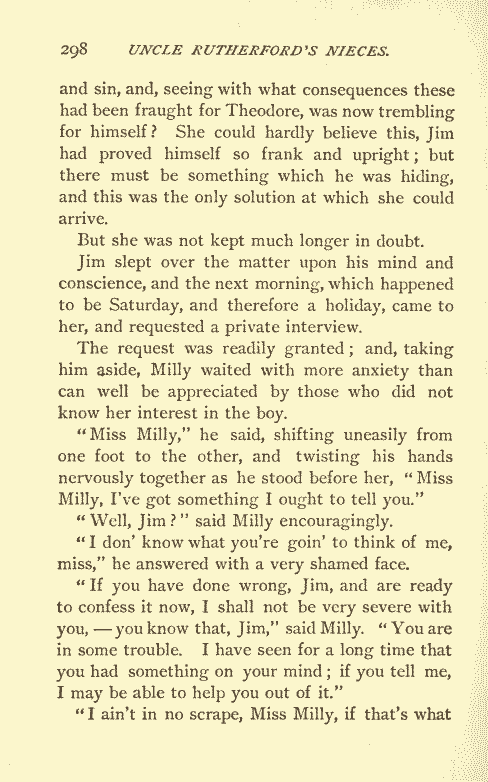 298 UNCLE RUTHERFORD'S NIECES.
and sin, and, seeing with what consequences these
had been fraught for Theodore, was now trembling
for himself? She could hardly believe this, Jim
had proved himself so frank and upright; but
there must be something which he was hiding,
and this was the only solution at which she could
arrive.
But she was not kept much longer in doubt.
Jim slept over the matter upon his mind and
conscience, and the next morning, which happened
to be Saturday, and therefore a holiday, came to
her, and requested a private interview.
The request was readily granted; and, taking
him aside, Milly waited with more anxiety than
can well be appreciated by those who did not
know her interest in the boy.
"Miss Milly," he said, shifting uneasily from
one foot to the other, and twisting his hands
nervously together as he stood before her, "Miss
Milly, I've got something I ought to tell you."
"Well, Jim?" said Milly encouragingly.
"I don' know what you're goin' to think of me,
miss," he answered with a very shamed face.
"If you have done wrong, Jim, and are ready
to confess it now, I shall not be very severe with
you, — you know that, Jim," said Milly. "You are
in some trouble. I have seen for a long time that
you had something on your mind; if you tell me,
I may be able to help you out of it."
"I ain't in no scrape, Miss Milly, if that's what